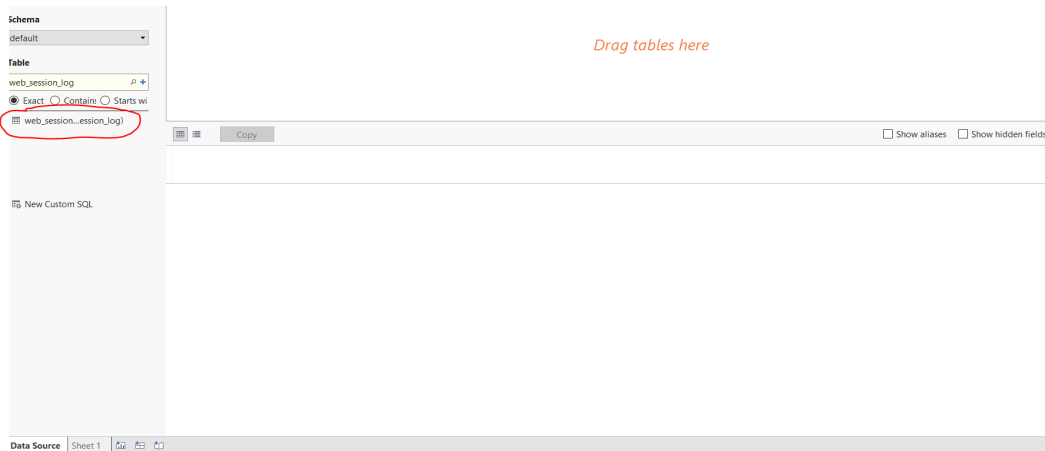 Schema
default
Table
web_session_log
Exact Contains Starts wi
web_session...ession_log)
New Custom SQL
Drag tables here
Copy
Show aliases Show hidden fields
Data Source Sheet 1